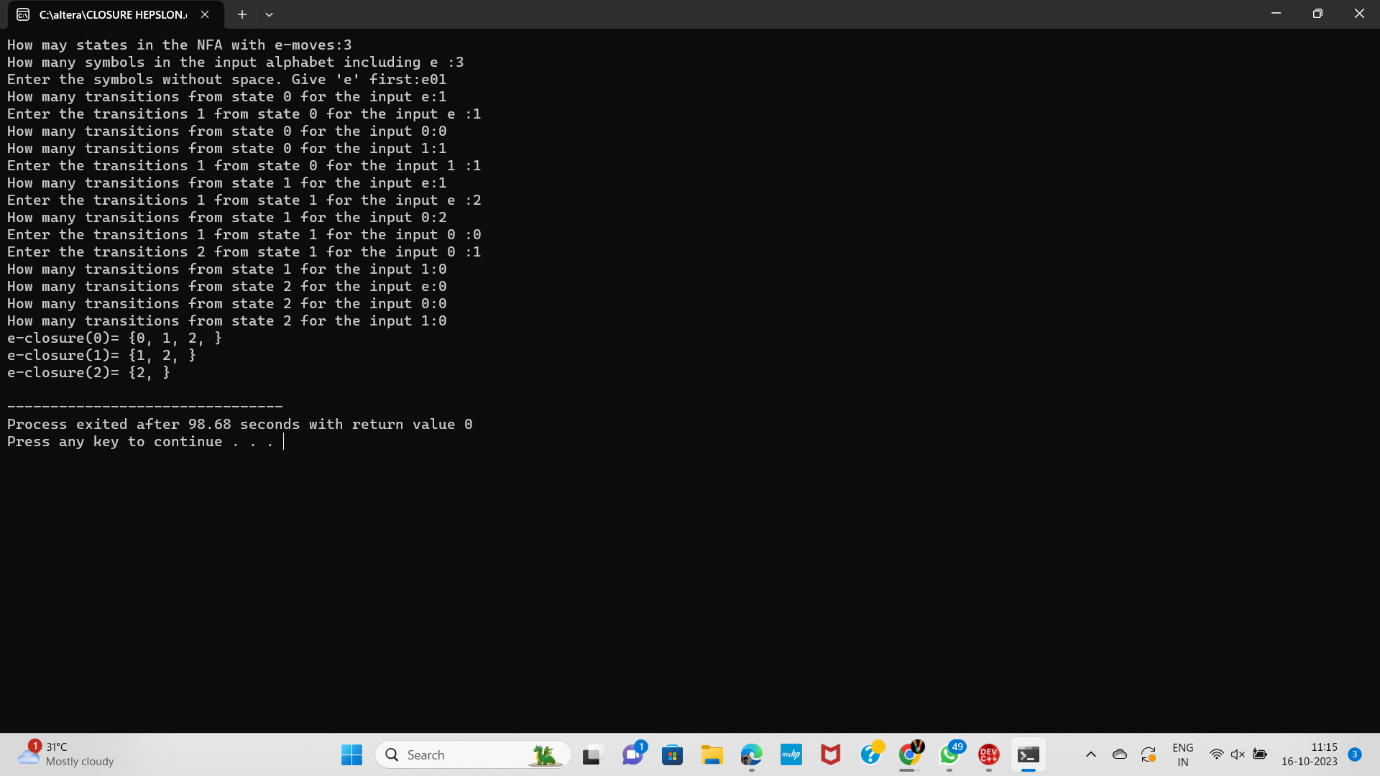 C:\altera\CLOSURE HEPSLON.
How may states in the NFA with e-moves:3
How many symbols in the input alphabet including e :3
Enter the symbols without space. Give 'e' first:e01
How many transitions from state 0 for the input e:1
Enter the transitions 1 from state 0 for the input e :1
How many transitions from state 0 for the input 0:0
How many transitions from state 0 for the input 1:1
Enter the transitions 1 from state 0 for the input 1 :1
How many transitions from state 1 for the input e:1
Enter the transitions 1 from state 1 for the input e :2
How many transitions from state 1 for the input 0:2
Enter the transitions 1 from state 1 for the input 0 :0
Enter the transitions 2 from state 1 for the input 0 :1
How many transitions from state 1 for the input 1:0
How many transitions from state 2 for the input e:0
How many transitions from state 2 for the input 0:0
How many transitions from state 2 for the input 1:0
e-closure(0)= {0, 1, 2, }
e-closure(1)= {1, 2, }
e-closure(2)= {2, }
--------------------------------
Process exited after 98.68 seconds with return value 0
Press any key to continue . . .
1
31°C
Mostly cloudy
Search
1
myhp
V
49
DEV
C++
ENG
IN
11:15
16-10-2023
3